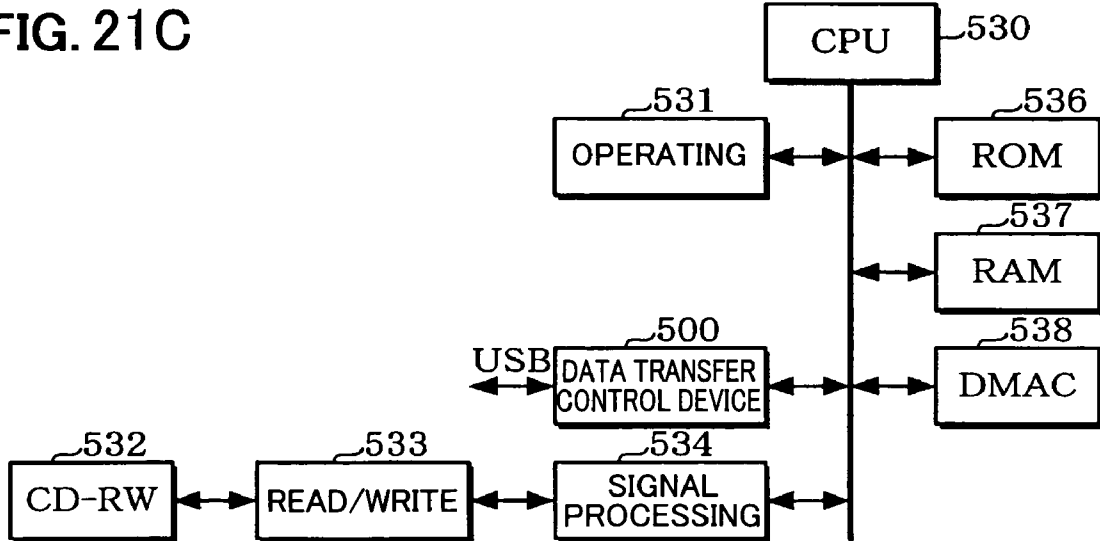 FIG. 21C
CPU
530
531
OPERATING
536
ROM
537
RAM
USB
500
DATA TRANSFER
CONTROL DEVICE
538
DMAC
532
CD-RW
533
READ/WRITE
534
SIGNAL
PROCESSING